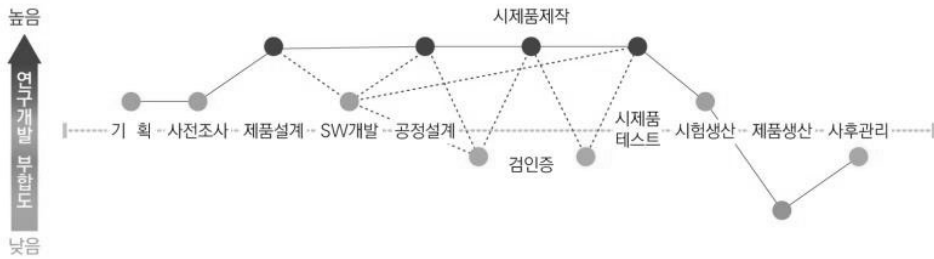 높음
연구개발 부합도
낮음
시제품제작
기 획 사전조사 제품설계 SW개발 공정설계 시제품 테스트 시험생산 제품생산 사후관리
검인증